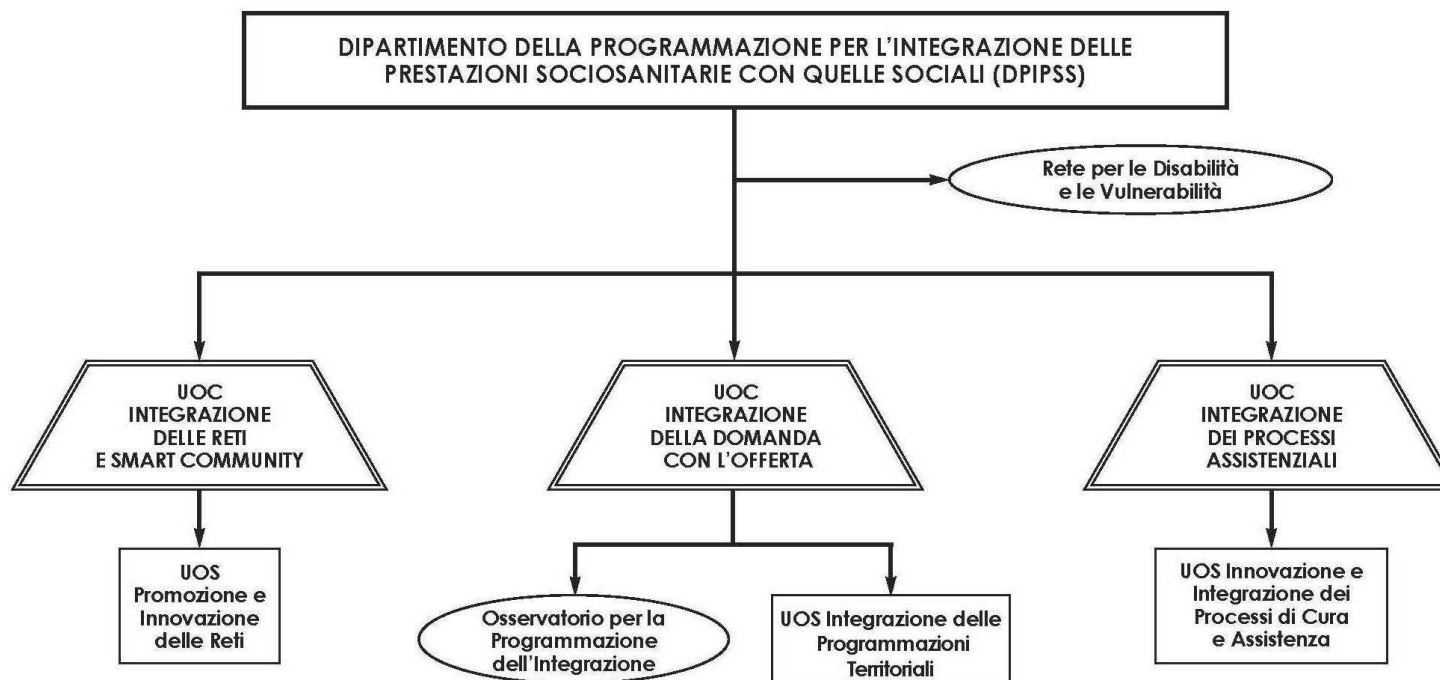 DIPARTIMENTO DELLA PROGRAMMAZIONE PER L'INTEGRAZIONE DELLE
PRESTAZIONI SOCIOSANITARIE CON QUELLE SOCIALI (DPIPSS)
Rete per le Disabilità
e le Vulnerabilità
UOC
INTEGRAZIONE
DELLE RETI
E SMART COMMUNITY
UOC
INTEGRAZIONE
DELLA DOMANDA
CON L'OFFERTA
UOC
INTEGRAZIONE
DEI PROCESSI
ASSISTENZIALI
UOS
Promozione e
Innovazione
delle Reti
Osservatorio per la
Programmazione
dell'Integrazione
UOS Integrazione delle
Programmazioni
Territoriali
UOS Innovazione e
Integrazione dei
Processi di Cura
e Assistenza